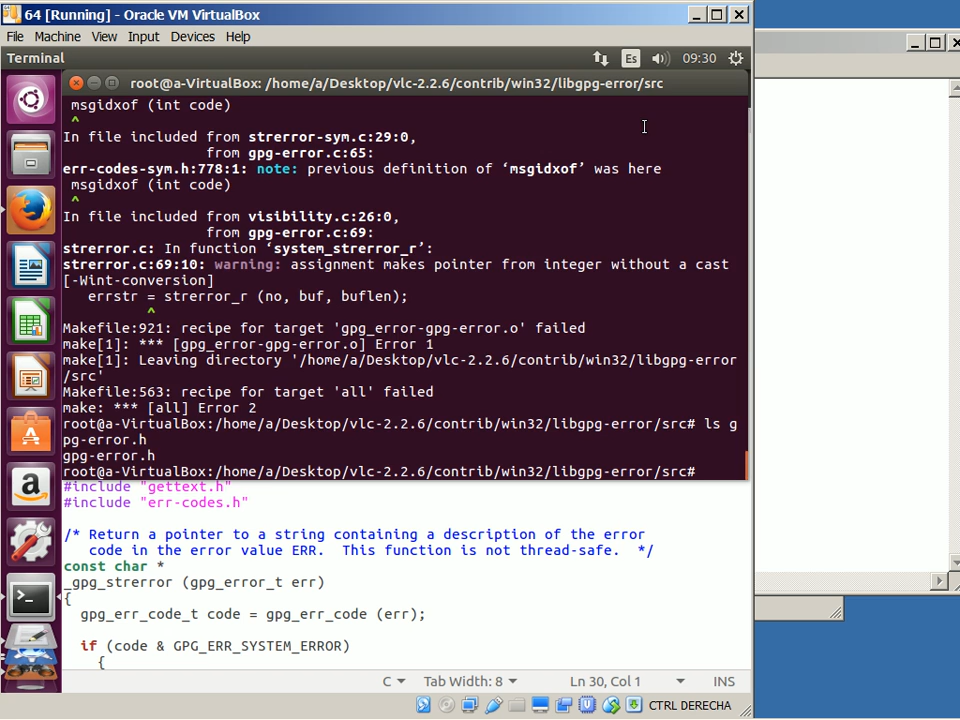 64 [Running] - Oracle VM VirtualBox
File Machine View Input Devices Help
Terminal Es 09:30
root@a-VirtualBox: /home/a/Desktop/vlc-2.2.6/contrib/win32/libgpg-error/src
msgidxof (int code)
^
In file included from strerror-sym.c:29:0,
from gpg-error.c:65:
err-codes-sym.h:778:1: note: previous definition of ‘msgidxof’ was here
msgidxof (int code)
^
In file included from visibility.c:26:0,
from gpg-error.c:69:
strerror.c: In function ‘system_strerror_r’:
strerror.c:69:10: warning: assignment makes pointer from integer without a cast
[-Wint-conversion]
errstr = strerror_r (no, buf, buflen);
^
Makefile:921: recipe for target 'gpg_error-gpg-error.o' failed
make[1]: *** [gpg_error-gpg-error.o] Error 1
make[1]: Leaving directory '/home/a/Desktop/vlc-2.2.6/contrib/win32/libgpg-error
/src'
Makefile:563: recipe for target 'all' failed
make: *** [all] Error 2
root@a-VirtualBox:/home/a/Desktop/vlc-2.2.6/contrib/win32/libgpg-error/src# ls g
pg-error.h
gpg-error.h
root@a-VirtualBox:/home/a/Desktop/vlc-2.2.6/contrib/win32/libgpg-error/src#
#include "gettext.h"
#include "err-codes.h"
/* Return a pointer to a string containing a description of the error
code in the error value ERR. This function is not thread-safe. */
const char *
_gpg_strerror (gpg_error_t err)
{
gpg_err_code_t code = gpg_err_code (err);
if (code & GPG_ERR_SYSTEM_ERROR)
{
C Tab Width: 8 Ln 30, Col 1 INS
CTRL DERECHA